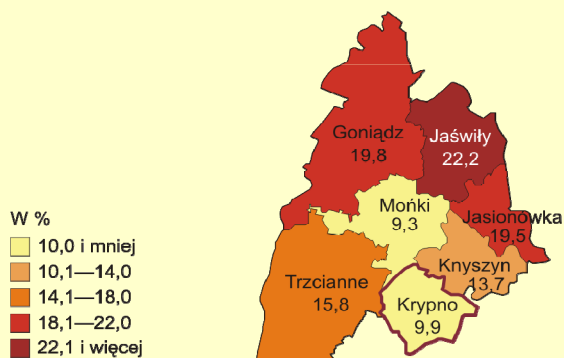 Goniądz
19,8
Jaświły
22,2
Mońki
9,3
Jasionówka
19,5
Knyszyn
13,7
Trzcianne
15,8
Krypno
9,9
W %
10,0 i mniej
10,1—14,0
14,1—18,0
18,1—22,0
22,1 i więcej